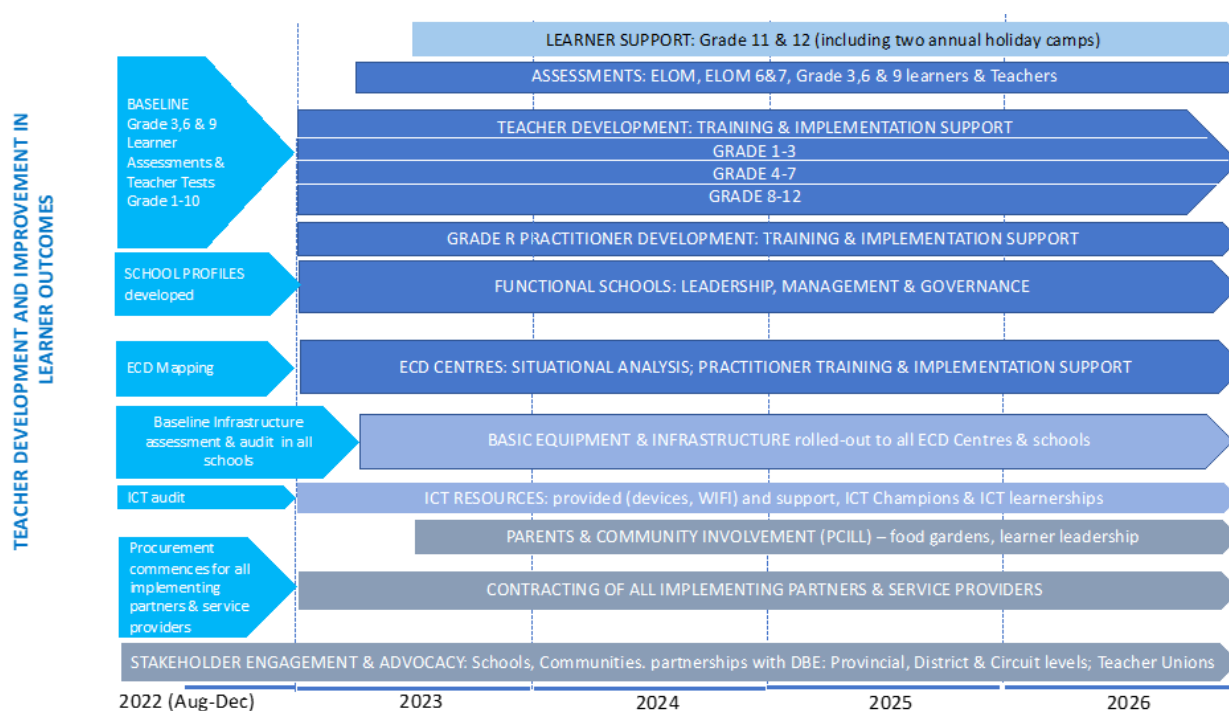 TEACHER DEVELOPMENT AND IMPROVEMENT IN
LEARNER OUTCOMES
LEARNER SUPPORT: Grade 11 & 12 (including two annual holiday camps)
ASSESSMENTS: ELOM, ELOM 6&7, Grade 3,6 & 9 learners & Teachers
BASELINE
Grade 3,6 & 9
Learner
Assessments &
Teacher Tests
Grade 1-10
TEACHER DEVELOPMENT: TRAINING & IMPLEMENTATION SUPPORT
GRADE 1-3
GRADE 4-7
GRADE 8-12
GRADE R PRACTITIONER DEVELOPMENT: TRAINING & IMPLEMENTATION SUPPORT
SCHOOL PROFILES
developed
FUNCTIONAL SCHOOLS: LEADERSHIP, MANAGEMENT & GOVERNANCE
ECD Mapping
ECD CENTRES: SITUATIONAL ANALYSIS; PRACTITIONER TRAINING & IMPLEMENTATION SUPPORT
Baseline Infrastructure
assessment & audit in all
schools
BASIC EQUIPMENT & INFRASTRUCTURE rolled-out to all ECD Centres & schools
ICT audit
ICT RESOURCES: provided (devices, WIFI) and support, ICT Champions & ICT learnerships
PARENTS & COMMUNITY INVOLVEMENT (PCILL) – food gardens, learner leadership
Procurement
commences for all
implementing
partners & service
providers
CONTRACTING OF ALL IMPLEMENTING PARTNERS & SERVICE PROVIDERS
STAKEHOLDER ENGAGEMENT & ADVOCACY: Schools, Communities. partnerships with DBE: Provincial, District & Circuit levels; Teacher Unions
2022 (Aug-Dec) 2023 2024 2025 2026